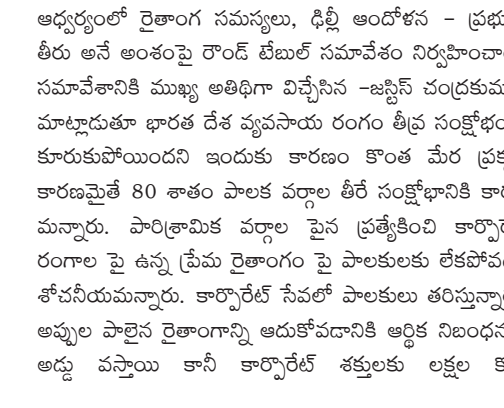 ఆధ్వర్యంలో రైతాంగ సమస్యలు, ఢిల్లీ ఆందోళన – ప్రభు
తీరు అనే అంశంపై రౌండ్ టేబుల్ సమావేశం నిర్వహించా
సమావేశానికి ముఖ్య అతిథిగా విచ్చేసిన –జస్టిస్ చంద్రకుమ
మాట్లాడుతూ భారత దేశ వ్యవసాయ రంగం తీవ్ర సంక్షోభం
కూరుకుపోయిందని ఇందుకు కారణం కొంత మేర ప్రక
కారణమైతే 80 శాతం పాలక వర్గాల తీరే సంక్షోభానికి కా
మన్నారు. పారిశ్రామిక వర్గాల పైన ప్రత్యేకించి కార్పొరే
రంగాల పై ఉన్న ప్రేమ రైతాంగం పై పాలకులకు లేకపోవ
శోచనీయమన్నారు. కార్పొరేట్ సేవలో పాలకులు తరిస్తున్నా
అప్పుల పాలైన రైతాంగాన్ని ఆదుకోవడానికి ఆర్థిక నిబంధన
అడ్డు వస్తాయి కానీ కార్పొరేట్ శక్తులకు లక్షల కో